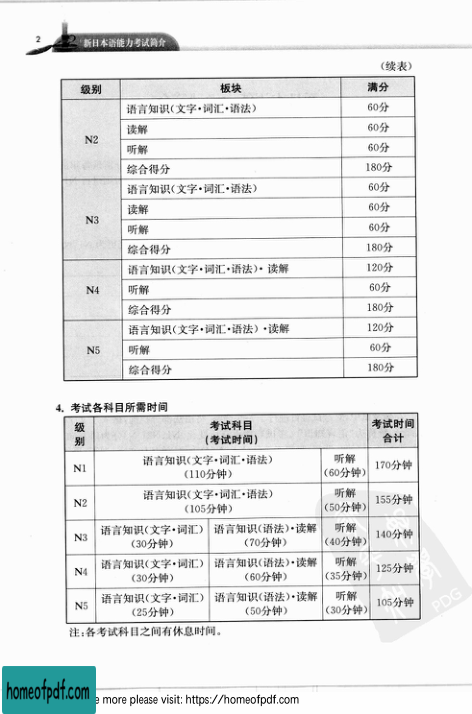 2
新日本语能力考试简介
(续表)
级别 板块 满分
N2
语言知识(文字·词汇·语法) 60分
读解 60分
听解 60分
综合得分 180分
N3
语言知识(文字·词汇·语法) 60分
读解 60分
听解 60分
综合得分 180分
N4
语言知识(文字·词汇·语法)·读解 120分
听解 60分
综合得分 180分
N5
语言知识(文字·词汇·语法)·读解 120分
听解 60分
综合得分 180分
4. 考试各科目所需时间
级别 考试科目 (考试时间) 考试时间合计
N1 语言知识(文字·词汇·语法) (110分钟) 听解 (60分钟) 170分钟
N2 语言知识(文字·词汇·语法) (105分钟) 听解 (50分钟) 155分钟
N3 语言知识(文字·词汇) (30分钟) 语言知识(语法)·读解 (70分钟) 听解 (40分钟) 140分钟
N4 语言知识(文字·词汇) (30分钟) 语言知识(语法)·读解 (60分钟) 听解 (35分钟) 125分钟
N5 语言知识(文字·词汇) (25分钟) 语言知识(语法)·读解 (50分钟) 听解 (30分钟) 105分钟
注:各考试科目之间有休息时间。
PDG
homeofpdf.com
e more please visit: https://homeofpdf.com